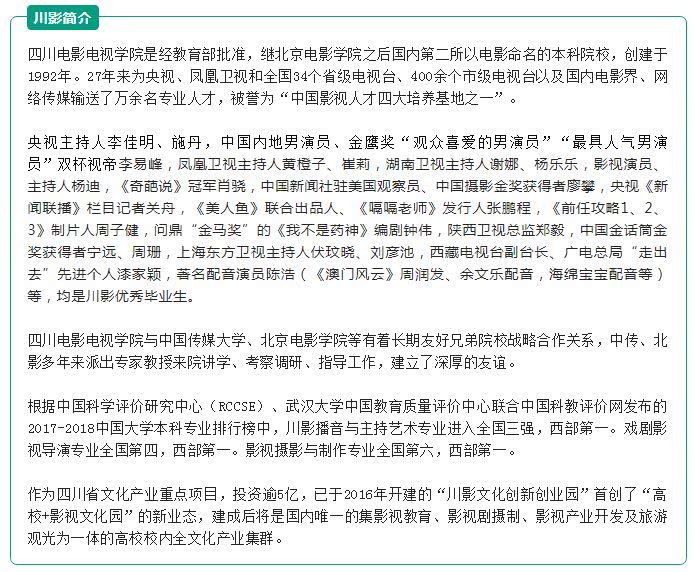 川影简介
四川电影电视学院是经教育部批准，继北京电影学院之后国内第二所以电影命名的本科院校，创建于
1992年。27年来为央视、凤凰卫视和全国34个省级电视台、400余个市级电视台以及国内电影界、网
络传媒输送了万余名专业人才，被誉为“中国影视人才四大培养基地之一”。
央视主持人李佳明、施丹，中国内地男演员、金鹰奖“观众喜爱的男演员”“最具人气男演
员”双杯视帝李易峰，凤凰卫视主持人黄橙子、崔莉，湖南卫视主持人谢娜、杨乐乐，影视演员、
主持人杨迪，《奇葩说》冠军肖骁，中国新闻社驻美国观察员、中国摄影金奖获得者廖攀，央视《新
闻联播》栏目记者关舟，《美人鱼》联合出品人、《嗝嗝老师》发行人张鹏程，《前任攻略1、2、
3》制片人周子健，问鼎“金马奖”的《我不是药神》编剧钟伟，陕西卫视总监郑毅，中国金话筒金
奖获得者宁远、周珊，上海东方卫视主持人伏玟晓、刘彦池，西藏电视台副台长、广电总局“走出
去”先进个人漆家颖，著名配音演员陈浩（《澳门风云》周润发、余文乐配音，海绵宝宝配音等）
等，均是川影优秀毕业生。
四川电影电视学院与中国传媒大学、北京电影学院等有着长期友好兄弟院校战略合作关系，中传、北
影多年来派出专家教授来院讲学、考察调研、指导工作，建立了深厚的友谊。
根据中国科学评价研究中心（RCCSE）、武汉大学中国教育质量评价中心联合中国科教评价网发布的
2017-2018中国大学本科专业排行榜中，川影播音与主持艺术专业进入全国三强，西部第一。戏剧影
视导演专业全国第四，西部第一。影视摄影与制作专业全国第六，西部第一。
作为四川省文化产业重点项目，投资逾5亿，已于2016年开建的“川影文化创新创业园”首创了“高
校+影视文化园”的新业态，建成后将是国内唯一的集影视教育、影视剧摄制、影视产业开发及旅游
观光为一体的高校校内全文化产业集群。